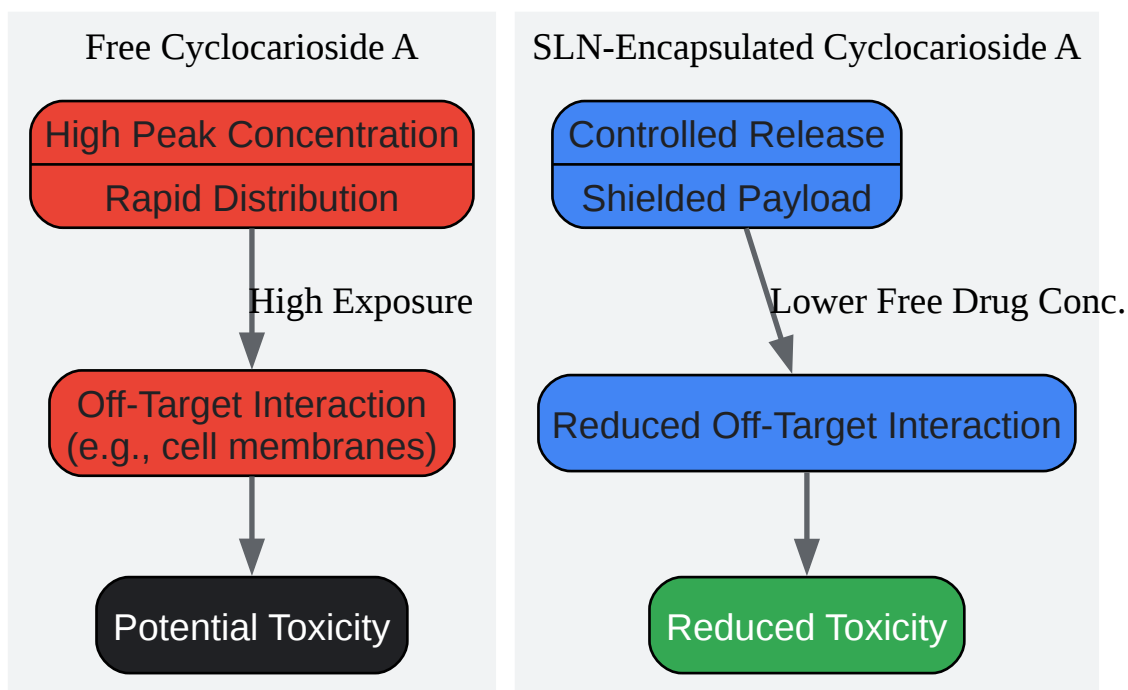 Free Cyclocarioside A
High Peak Concentration
Rapid Distribution
High Exposure
Off-Target Interaction
(e.g., cell membranes)
Potential Toxicity
SLN-Encapsulated Cyclocarioside A
Controlled Release
Shielded Payload
Lower Free Drug Conc.
Reduced Off-Target Interaction
Reduced Toxicity